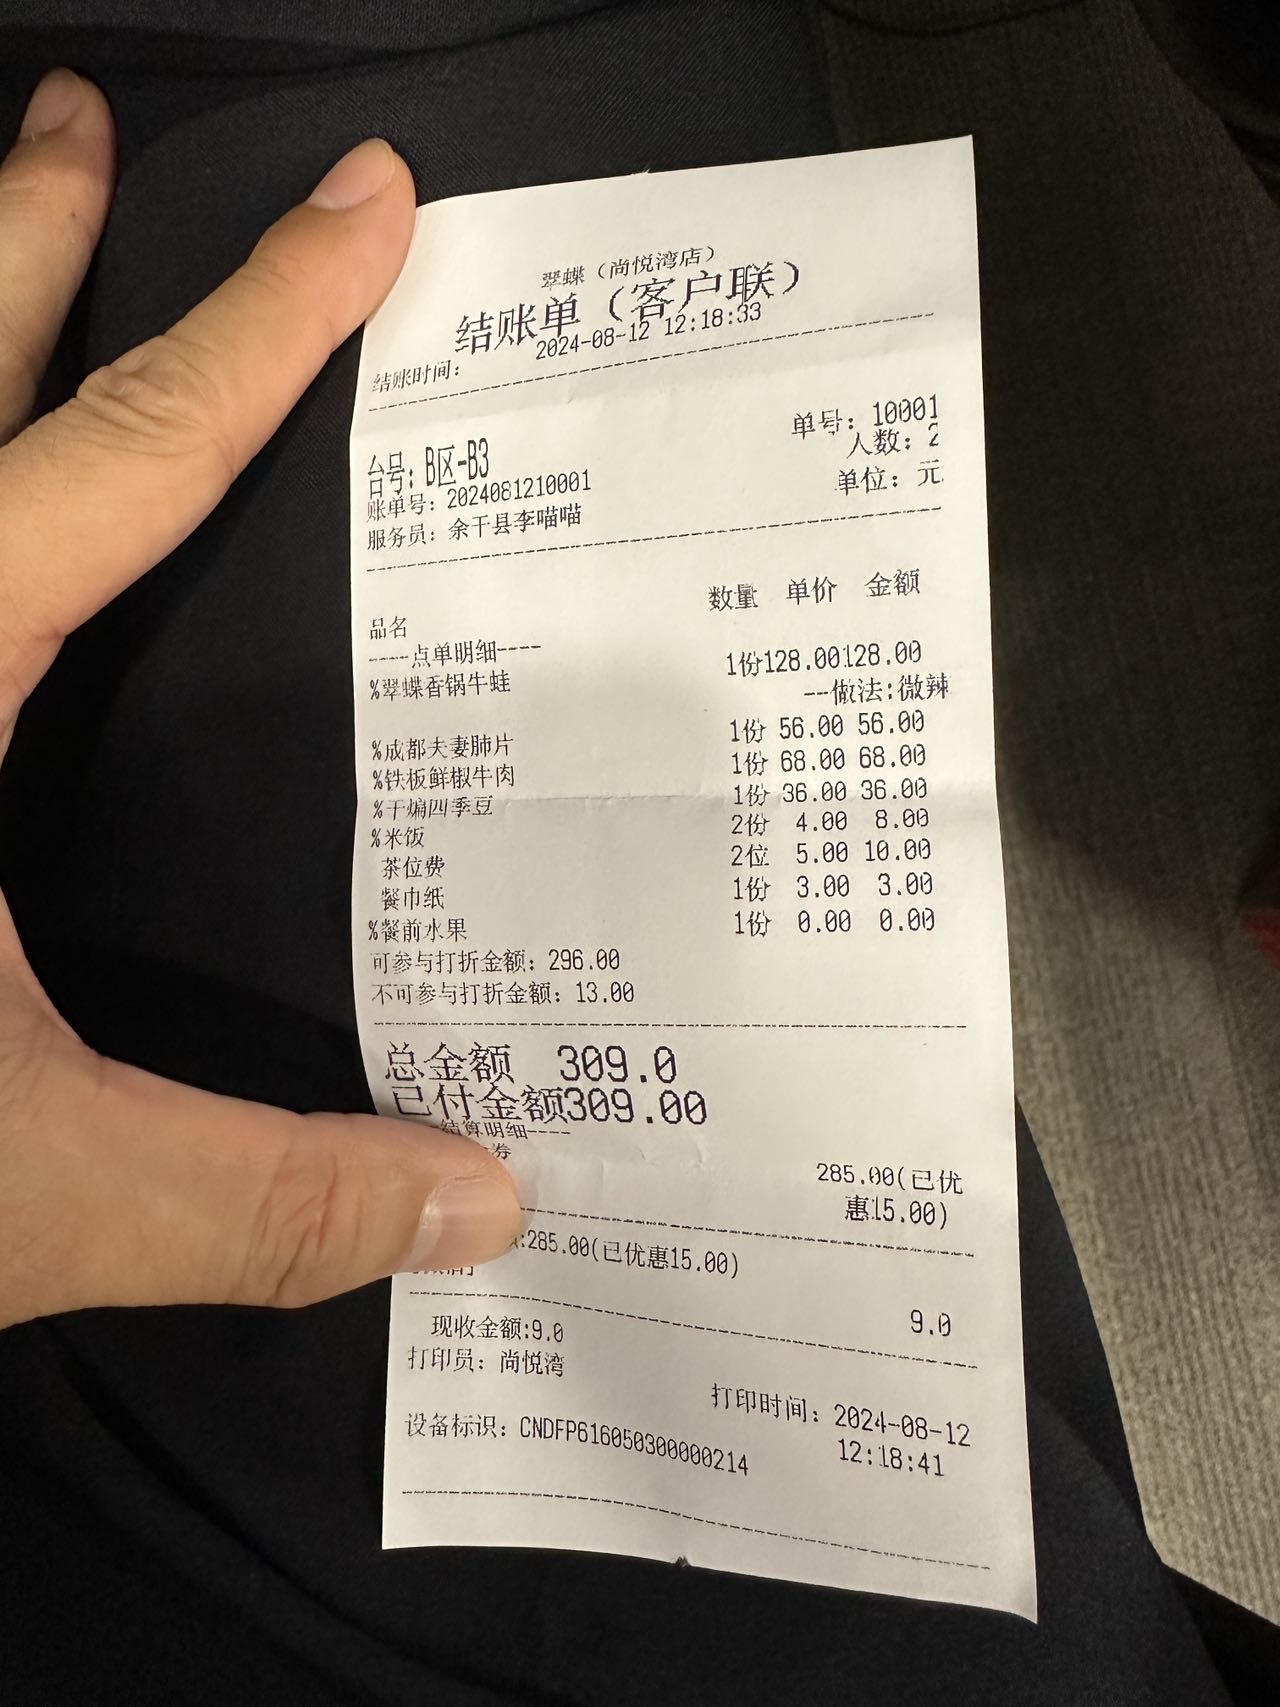 翠蝶（尚悦湾店）
结账单（客户联）
结账时间： 2024-08-12 12:18:33
单号：10001
台号：B区-B3 人数：2
账单号：2024081210001 单位：元
服务员：余干县李喵喵
品名 数量 单价 金额
----点单明细----
%翠蝶香锅牛蛙 1份128.00128.00
--做法:微辣
%成都夫妻肺片 1份 56.00 56.00
%铁板鲜椒牛肉 1份 68.00 68.00
%干煸四季豆 1份 36.00 36.00
%米饭 2份 4.00 8.00
茶位费 2位 5.00 10.00
餐巾纸 1份 3.00 3.00
%餐前水果 1份 0.00 0.00
可参与打折金额：296.00
不可参与打折金额：13.00
总金额 309.0
已付金额309.00
结算明细----
券 285.00(已优
惠15.00)
:285.00(已优惠15.00)
9.0
现收金额:9.0
打印员：尚悦湾
打印时间：2024-08-12
12:18:41
设备标识：CNDFP616050300000214